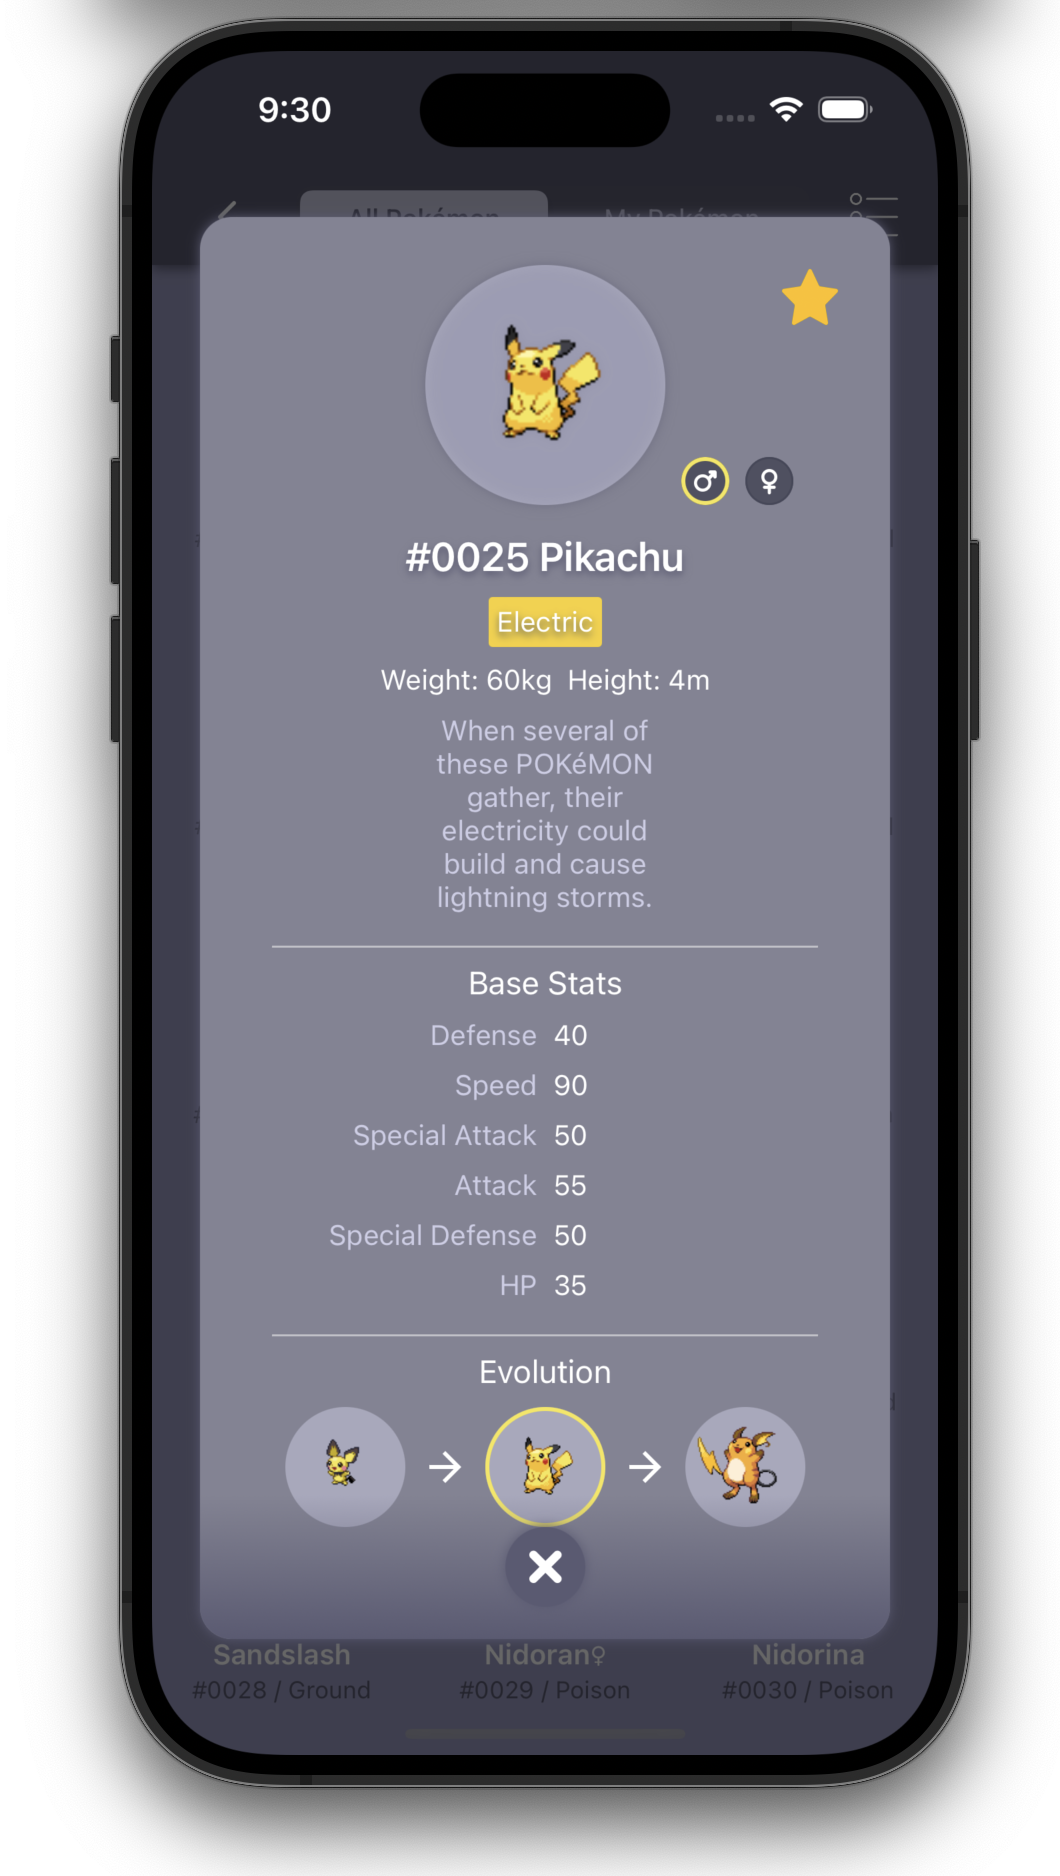 9:30
All Pokémon My Pokémon
#0025 Pikachu
Electric
Weight: 60kg Height: 4m
When several of
these POKéMON
gather, their
electricity could
build and cause
lightning storms.
Base Stats
Defense 40
Speed 90
Special Attack 50
Attack 55
Special Defense 50
HP 35
Evolution
Sandslash Nidoran♀ Nidorina
#0028 / Ground #0029 / Poison #0030 / Poison